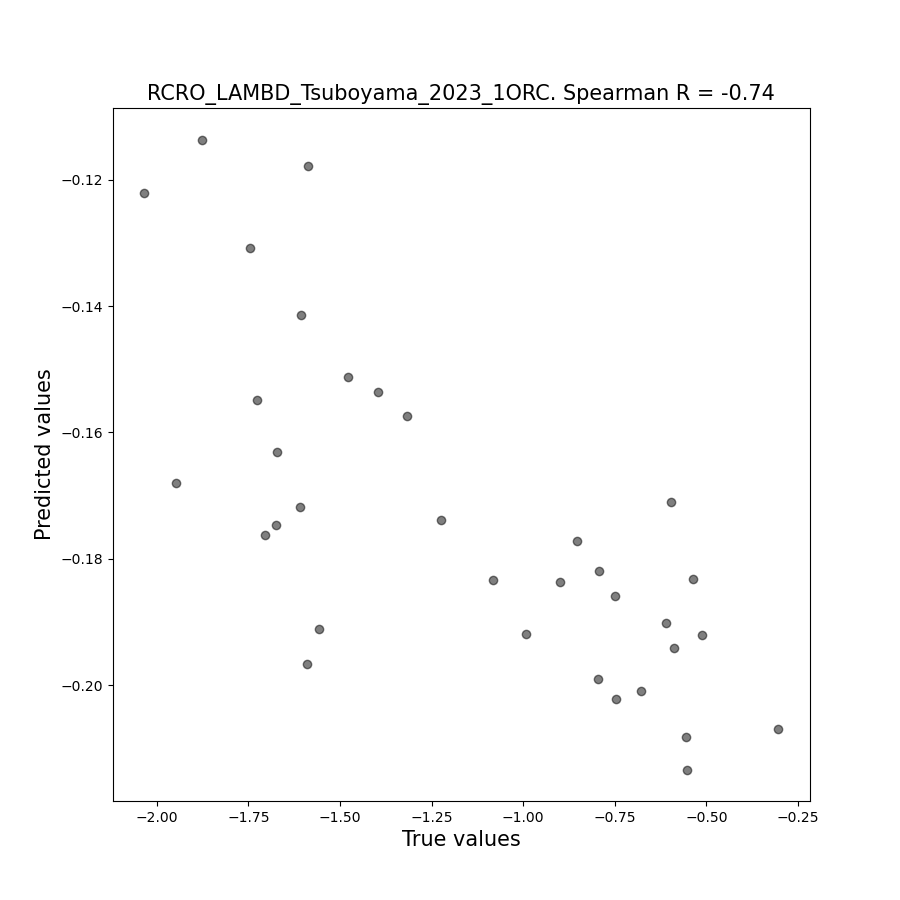 RCRO_LAMBD_Tsuboyama_2023_1ORC. Spearman R = -0.74
−0.12
−0.14
−0.16
−0.18
−0.20
Predicted values
−2.00 −1.75 −1.50 −1.25 −1.00 −0.75 −0.50 −0.25
True values